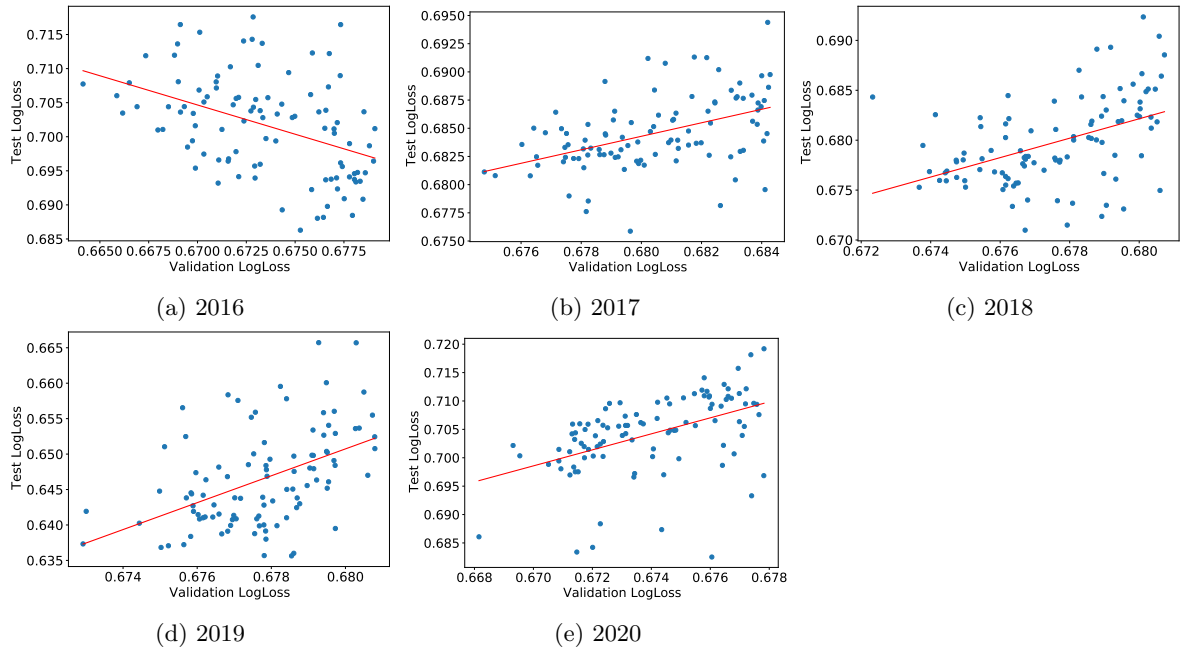 0.715
0.710
0.705
0.700
0.695
0.690
0.685
Test LogLoss
0.6650 0.6675 0.6700 0.6725 0.6750 0.6775
Validation LogLoss
(a) 2016
0.6950
0.6925
0.6900
0.6875
0.6850
0.6825
0.6800
0.6775
0.6750
Test LogLoss
0.676 0.678 0.680 0.682 0.684
Validation LogLoss
(b) 2017
0.690
0.685
0.680
0.675
0.670
Test LogLoss
0.672 0.674 0.676 0.678 0.680
Validation LogLoss
(c) 2018
0.665
0.660
0.655
0.650
0.645
0.640
0.635
Test LogLoss
0.674 0.676 0.678 0.680
Validation LogLoss
(d) 2019
0.720
0.715
0.710
0.705
0.700
0.695
0.690
0.685
Test LogLoss
0.668 0.670 0.672 0.674 0.676 0.678
Validation LogLoss
(e) 2020